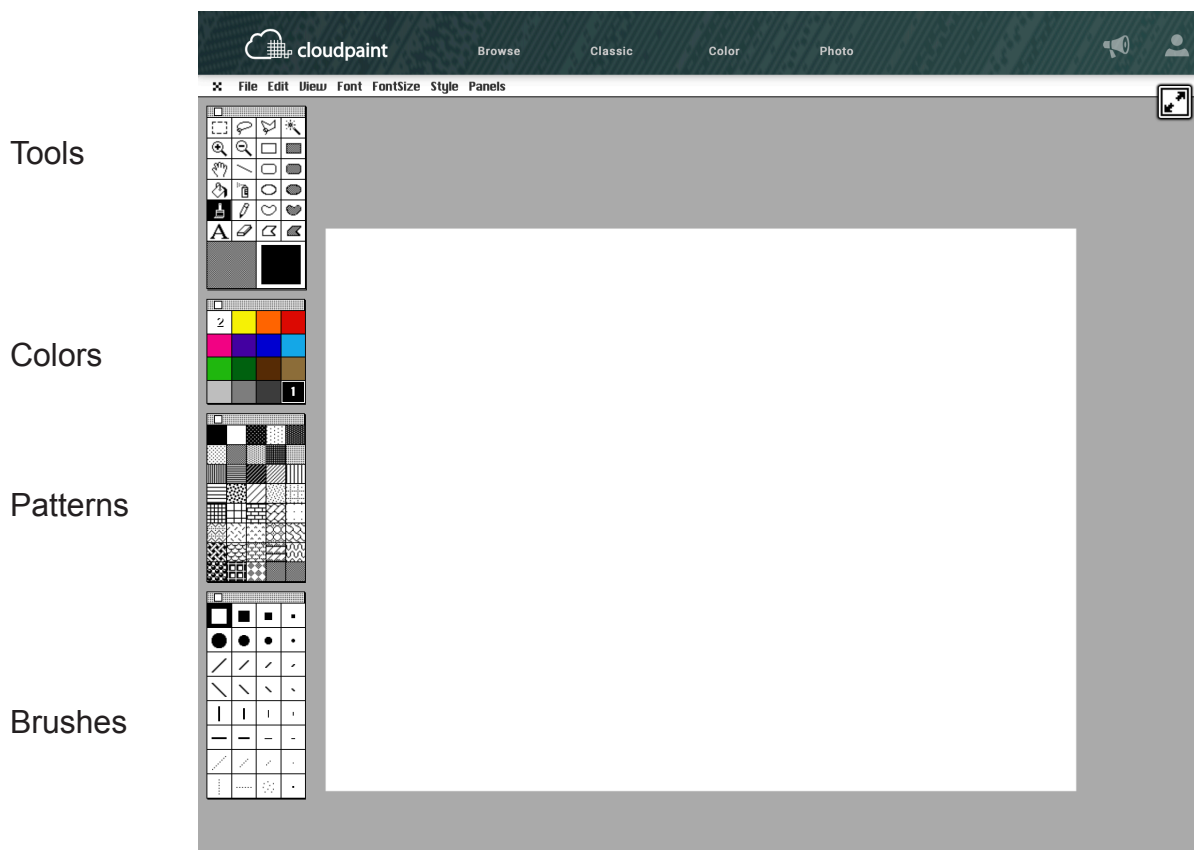 cloudpaint
Browse Classic Color Photo
File Edit View Font FontSize Style Panels
Tools
A
2
Colors
1
Patterns
Brushes